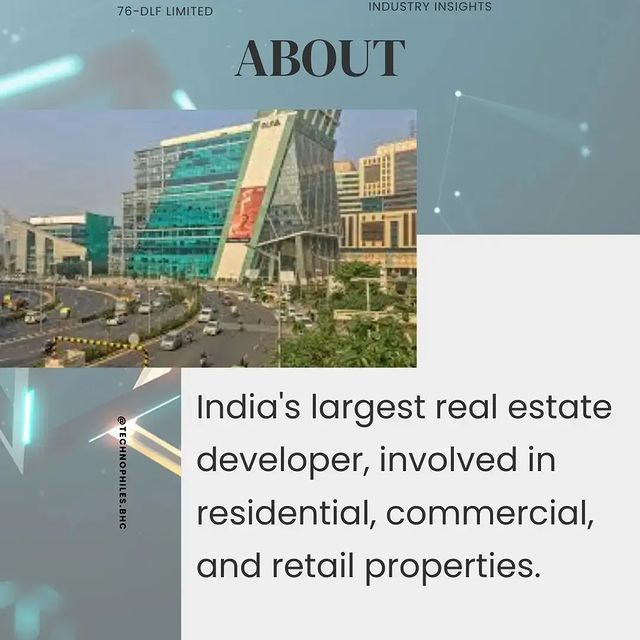 76-DLF LIMITED
INDUSTRY INSIGHTS
ABOUT
India's largest real estate
developer, involved in
residential, commercial,
and retail properties.
@TECHNOPHILES.BHC